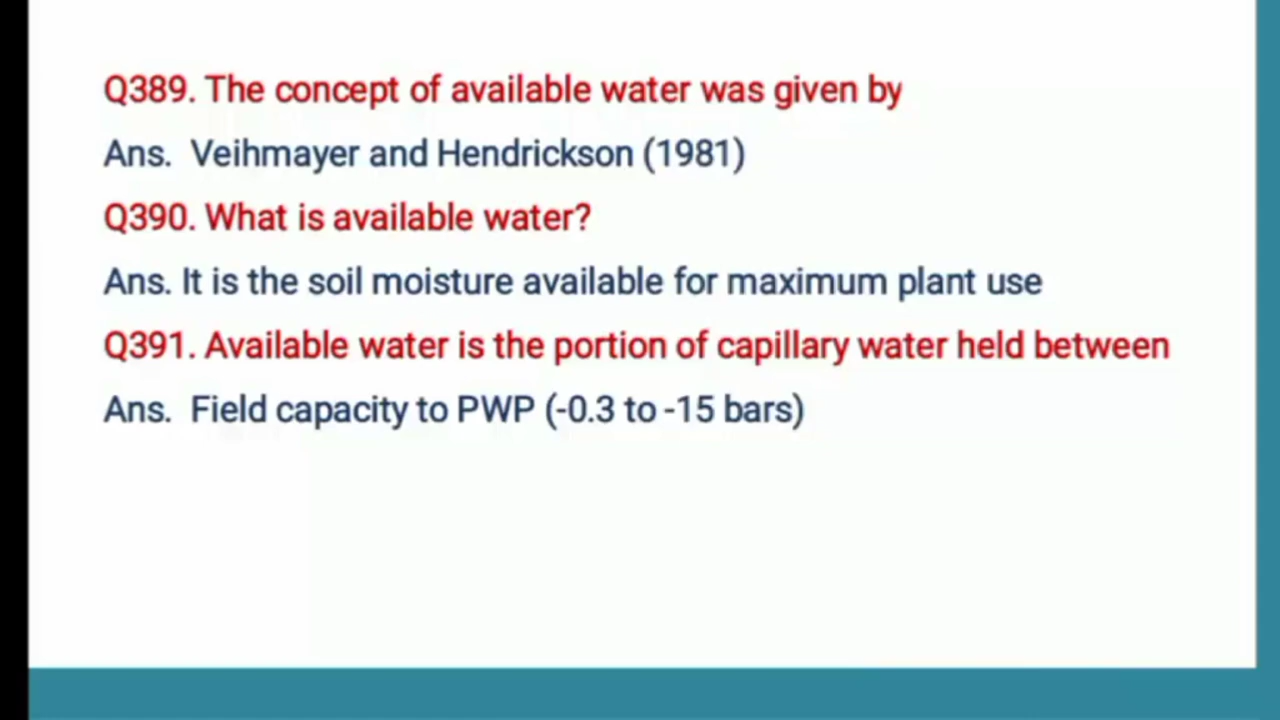 Q389. The concept of available water was given by
Ans. Veihmayer and Hendrickson (1981)
Q390. What is available water?
Ans. It is the soil moisture available for maximum plant use
Q391. Available water is the portion of capillary water held between
Ans. Field capacity to PWP (-0.3 to -15 bars)